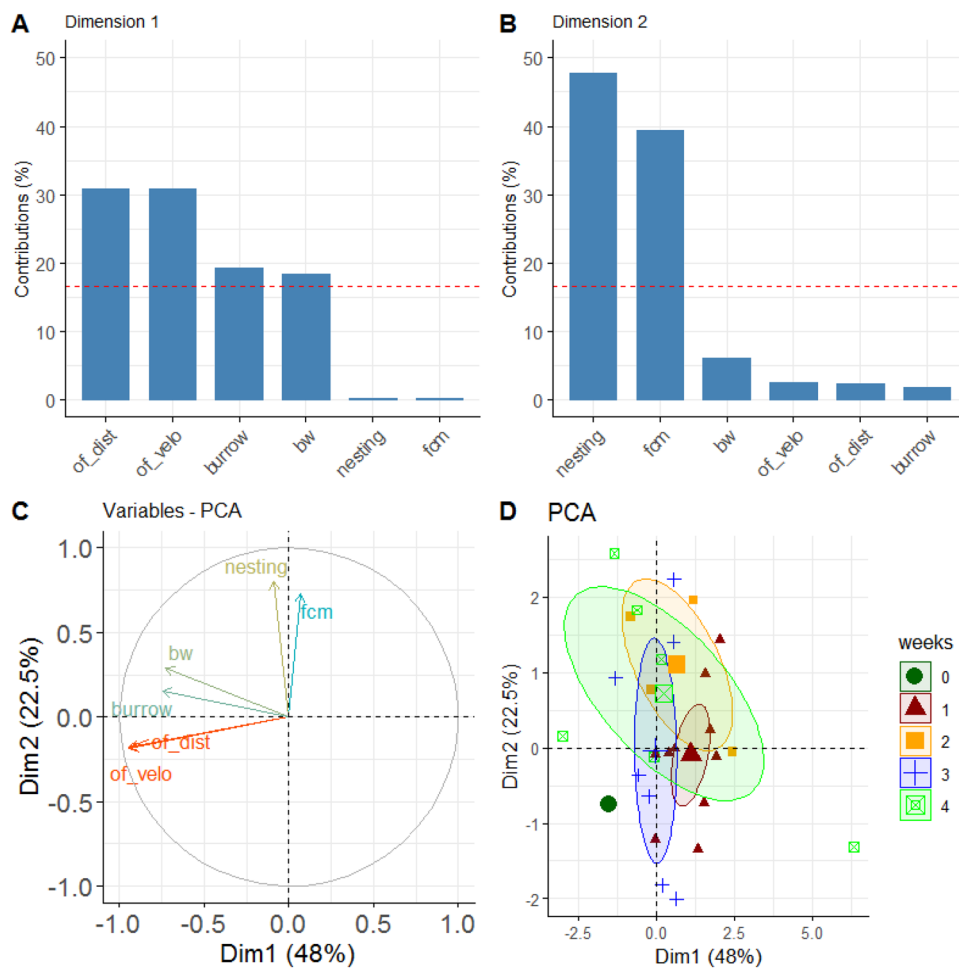 A Dimension 1
Contributions (%)
50
40
30
20
10
0
of_dist of_velo burrow bw nesting fcm
B Dimension 2
Contributions (%)
50
40
30
20
10
0
nesting fcm bw of_velo of_dist burrow
C Variables - PCA
Dim2 (22.5%)
1.0
0.5
0.0
-0.5
-1.0
nesting
fcm
bw
burrow
of_dist
of_velo
-1.0 -0.5 0.0 0.5 1.0
Dim1 (48%)
D PCA
Dim2 (22.5%)
2
1
0
-1
-2
-2.5 0.0 2.5 5.0
Dim1 (48%)
weeks
0
1
2
3
4